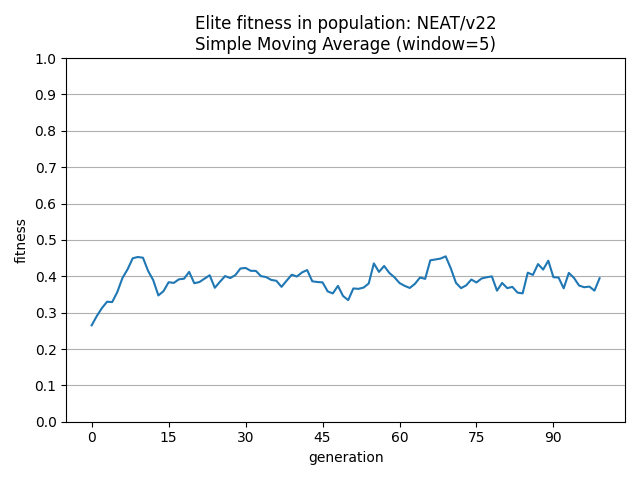 Elite fitness in population: NEAT/v22
Simple Moving Average (window=5)
1.0
0.9
0.8
0.7
0.6
0.5
0.4
0.3
0.2
0.1
0.0
fitness
0 15 30 45 60 75 90
generation